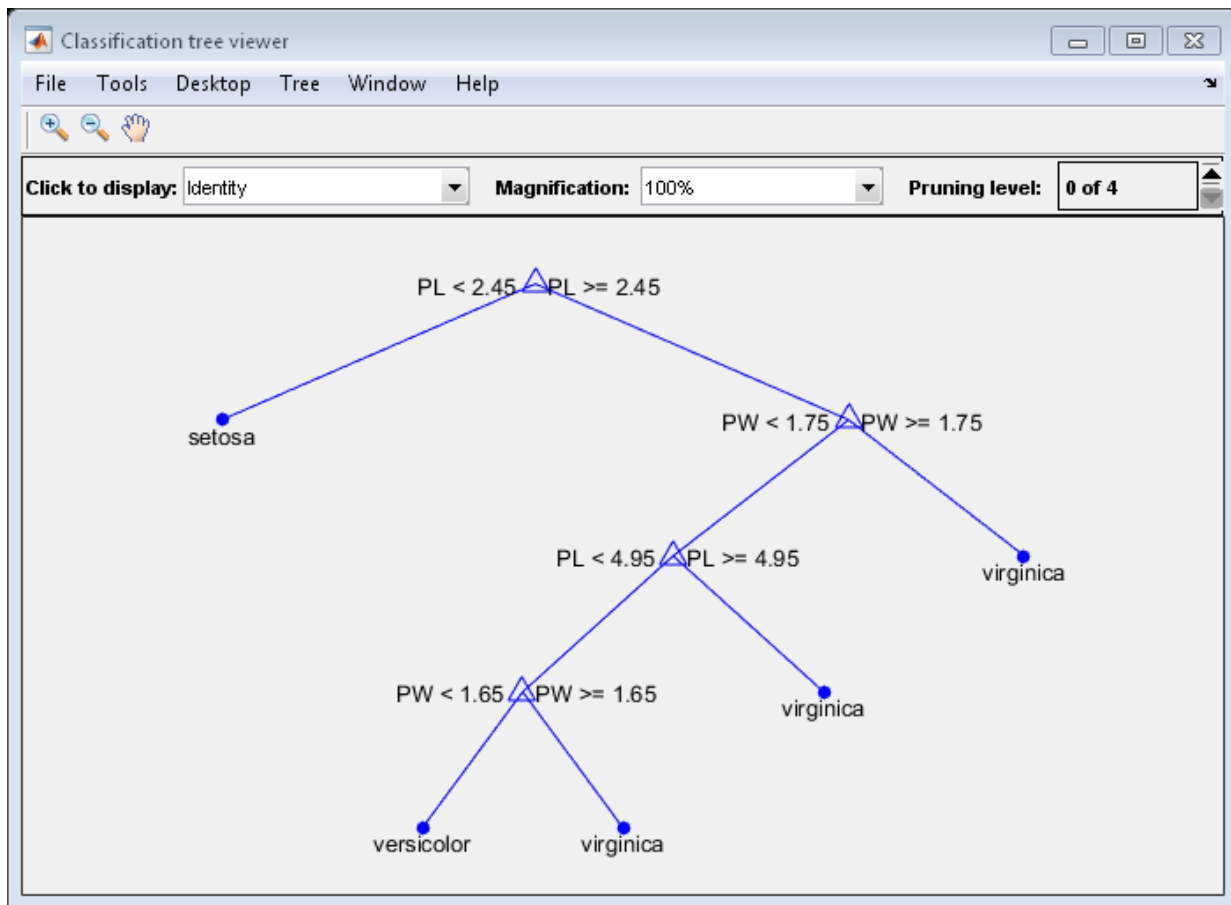 Classification tree viewer
File Tools Desktop Tree Window Help
Click to display: Identity Magnification: 100% Pruning level: 0 of 4
PL < 2.45 PL >= 2.45
setosa
PW < 1.75 PW >= 1.75
PL < 4.95 PL >= 4.95
virginica
PW < 1.65 PW >= 1.65
virginica
versicolor virginica